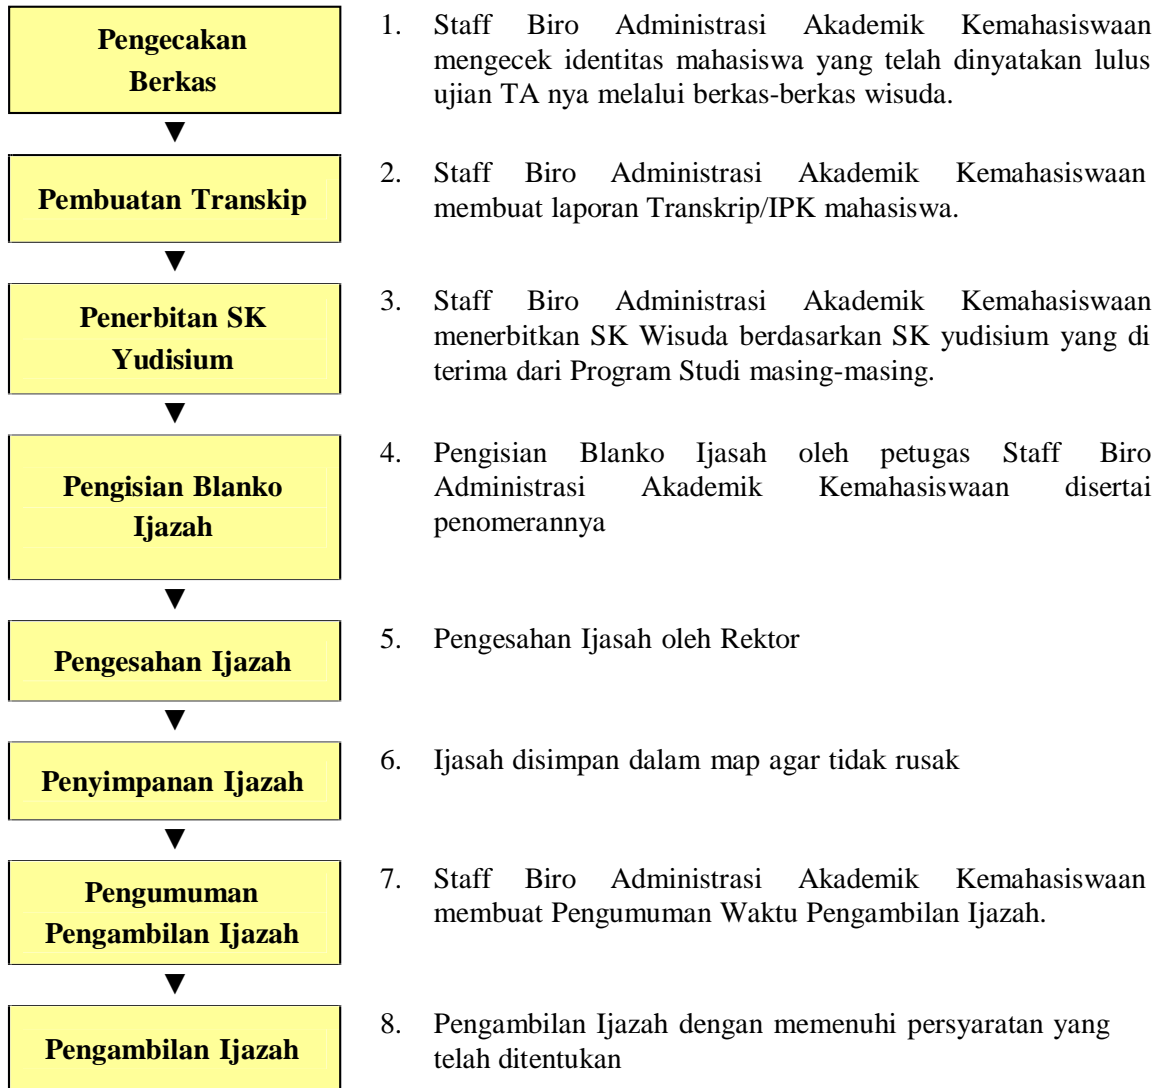 Pengecakan
Berkas
1. Staff Biro Administrasi Akademik Kemahasiswaan
mengecek identitas mahasiswa yang telah dinyatakan lulus
ujian TA nya melalui berkas-berkas wisuda.
▼
Pembuatan Transkip
2. Staff Biro Administrasi Akademik Kemahasiswaan
membuat laporan Transkrip/IPK mahasiswa.
▼
Penerbitan SK
Yudisium
3. Staff Biro Administrasi Akademik Kemahasiswaan
menerbitkan SK Wisuda berdasarkan SK yudisium yang di
terima dari Program Studi masing-masing.
▼
Pengisian Blanko
Ijazah
4. Pengisian Blanko Ijasah oleh petugas Staff Biro
Administrasi Akademik Kemahasiswaan disertai
penomerannya
▼
Pengesahan Ijazah
5. Pengesahan Ijasah oleh Rektor
▼
Penyimpanan Ijazah
6. Ijasah disimpan dalam map agar tidak rusak
▼
Pengumuman
Pengambilan Ijazah
7. Staff Biro Administrasi Akademik Kemahasiswaan
membuat Pengumuman Waktu Pengambilan Ijazah.
▼
Pengambilan Ijazah
8. Pengambilan Ijazah dengan memenuhi persyaratan yang
telah ditentukan